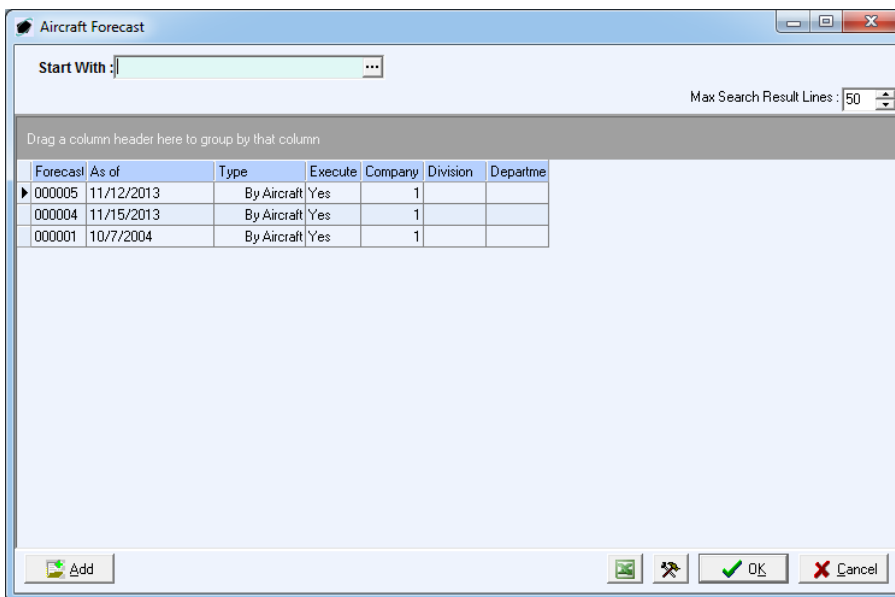 Aircraft Forecast
Start With :
...
Max Search Result Lines : 50
Drag a column header here to group by that column
Forecast As of Type Execute Company Division Departme
000005 11/12/2013 By Aircraft Yes 1
000004 11/15/2013 By Aircraft Yes 1
000001 10/7/2004 By Aircraft Yes 1
Add OK Cancel